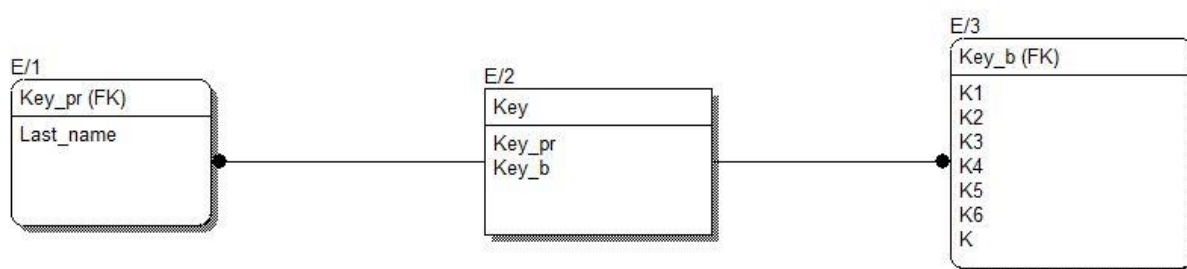 E/1
Key_pr (FK)
Last_name
E/2
Key
Key_pr
Key_b
E/3
Key_b (FK)
K1
K2
K3
K4
K5
K6
K